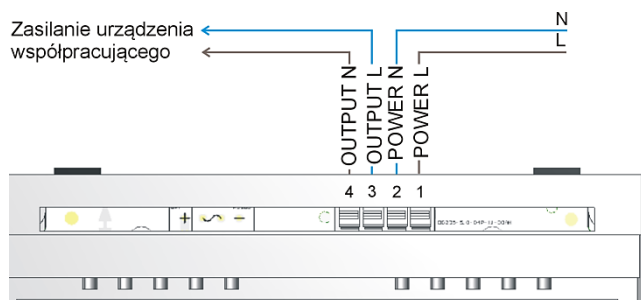 Zasilanie urządzenia
współpracującego
N
L
OUTPUT N
OUTPUT L
POWER N
POWER L
4 3 2 1